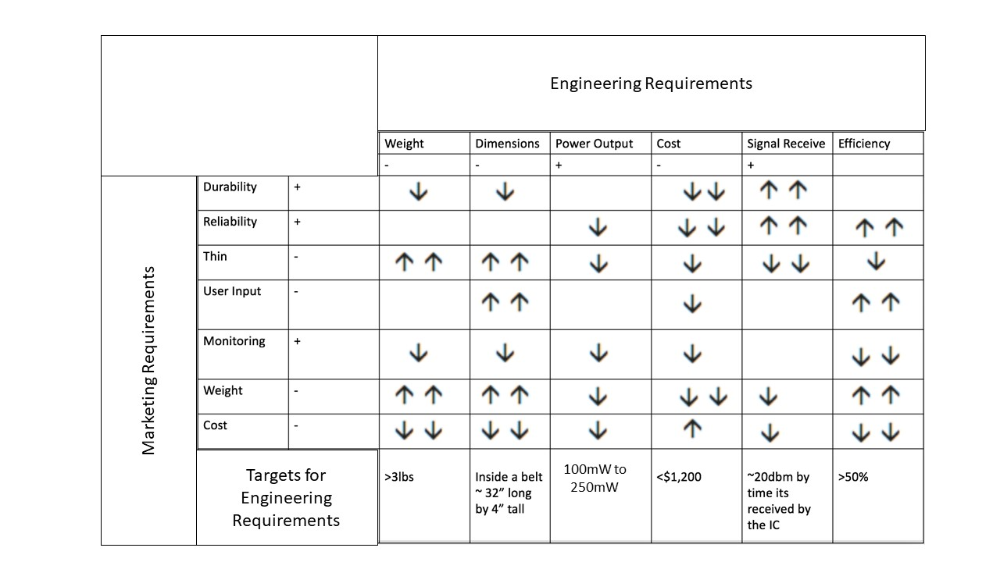 Engineering Requirements
Weight Dimensions Power Output Cost Signal Receive Efficiency
- - + - +
Marketing Requirements
Durability + ↓ ↓ ↓↓ ↑↑
Reliability + ↓ ↓↓ ↑↑ ↑↑
Thin - ↑↑ ↑↑ ↓ ↓ ↓↓ ↓
User Input - ↑↑ ↓ ↑↑
Monitoring + ↓ ↓ ↓ ↓ ↓↓
Weight - ↑↑ ↑↑ ↓ ↓↓ ↓ ↑↑
Cost - ↓↓ ↓↓ ↓ ↑ ↓ ↓↓
Targets for
Engineering
Requirements
>3lbs
Inside a belt
~ 32” long
by 4” tall
100mW to
250mW
<$1,200
~20dbm by
time its
received by
the IC
>50%